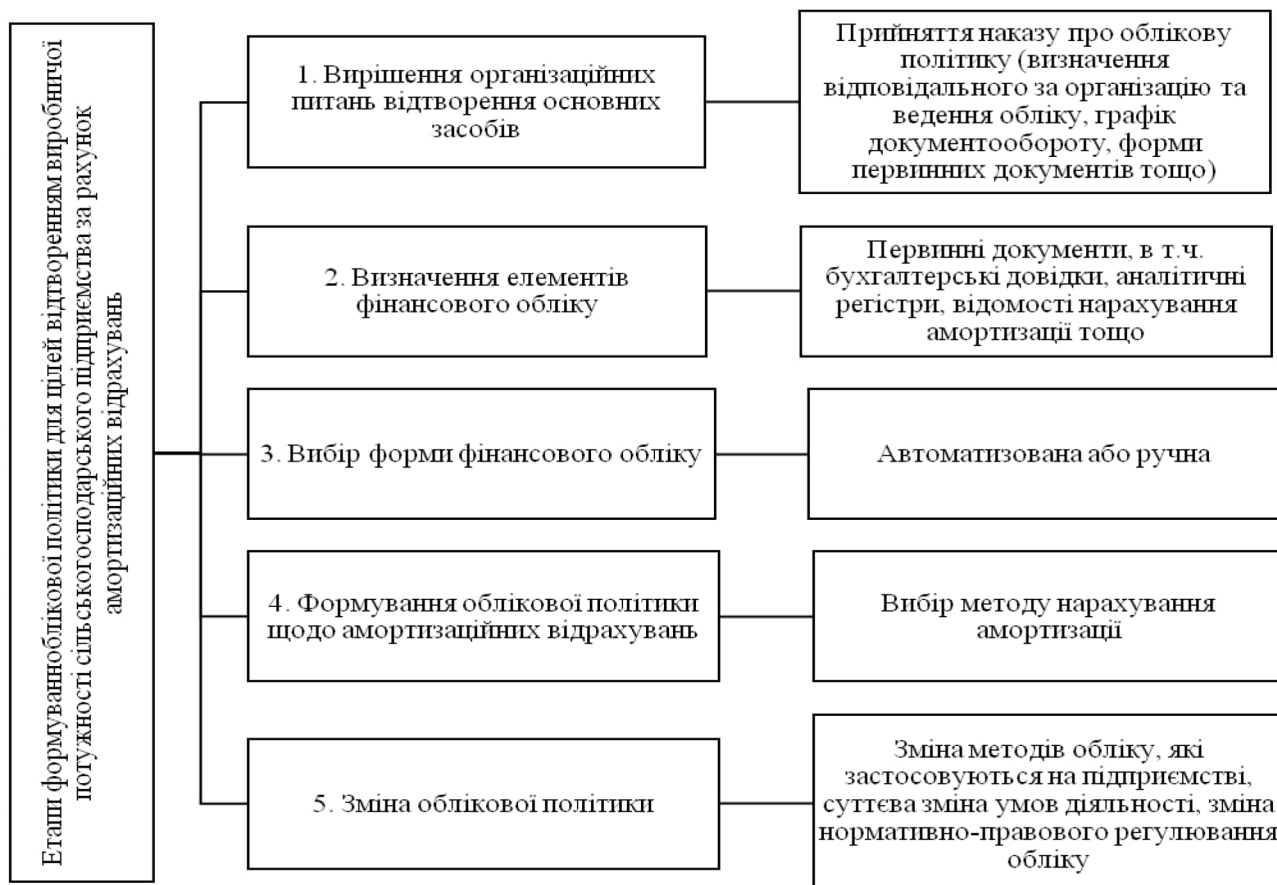 Етапи формуванноблікової політики для цілей відтворенням виробничої
потужності сільськогосподарського підприємства за рахунок
амортизаційних відрахувань
1. Вирішення організаційних
питань відтворення основних
засобів
Прийняття наказу про облікову
політику (визначення
відповідального за організацію та
ведення обліку, графік
документообороту, форми
первинних документів тощо)
2. Визначення елементів
фінансового обліку
Первинні документи, в т.ч.
бухгалтерські довідки, аналітичні
регістри, відомості нарахування
амортизації тощо
3. Вибір форми фінансового обліку
Автоматизована або ручна
4. Формування облікової політики
щодо амортизаційних відрахувань
Вибір методу нарахування
амортизації
5. Зміна облікової політики
Зміна методів обліку, які
застосовуються на підприємстві,
суттєва зміна умов діяльності, зміна
нормативно-правового регулювання
обліку